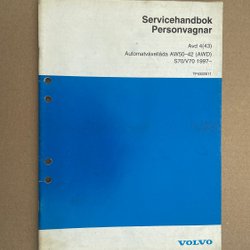 Servicehandbok
Personvagnar
Avd 4(43)
Automatväxellåda AW50-42 (AWD)
S70/V70 1997-
VOLVO